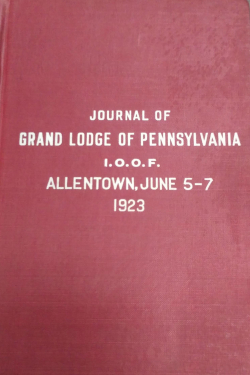 JOURNAL OF
GRAND LODGE OF PENNSYLVANIA
I.O.O.F.
ALLENTOWN, JUNE 5-7
1923